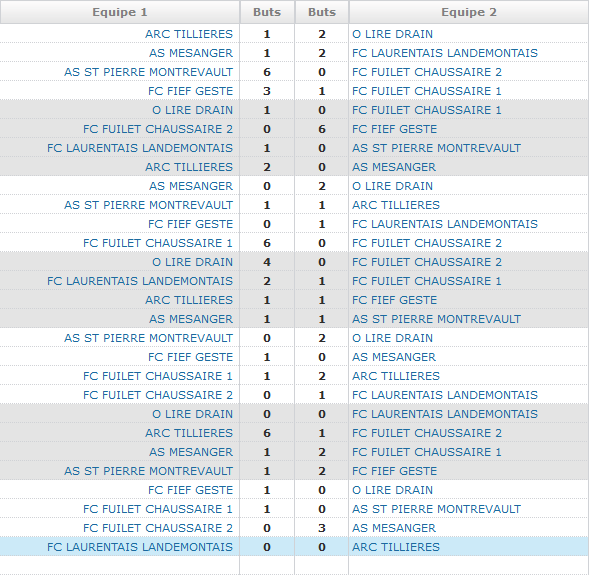 Equipe 1 Buts Buts Equipe 2
ARC TILLIERES 1 2 O LIRE DRAIN
AS MESANGER 1 2 FC LAURENTAIS LANDEMONTAIS
AS ST PIERRE MONTREVAULT 6 0 FC FUILET CHAUSSAIRE 2
FC FIEF GESTE 3 1 FC FUILET CHAUSSAIRE 1
O LIRE DRAIN 1 0 FC FUILET CHAUSSAIRE 1
FC FUILET CHAUSSAIRE 2 0 6 FC FIEF GESTE
FC LAURENTAIS LANDEMONTAIS 1 0 AS ST PIERRE MONTREVAULT
ARC TILLIERES 2 0 AS MESANGER
AS MESANGER 0 2 O LIRE DRAIN
AS ST PIERRE MONTREVAULT 1 1 ARC TILLIERES
FC FIEF GESTE 0 1 FC LAURENTAIS LANDEMONTAIS
FC FUILET CHAUSSAIRE 1 6 0 FC FUILET CHAUSSAIRE 2
O LIRE DRAIN 4 0 FC FUILET CHAUSSAIRE 2
FC LAURENTAIS LANDEMONTAIS 2 1 FC FUILET CHAUSSAIRE 1
ARC TILLIERES 1 1 FC FIEF GESTE
AS MESANGER 1 1 AS ST PIERRE MONTREVAULT
AS ST PIERRE MONTREVAULT 0 2 O LIRE DRAIN
FC FIEF GESTE 1 0 AS MESANGER
FC FUILET CHAUSSAIRE 1 1 2 ARC TILLIERES
FC FUILET CHAUSSAIRE 2 0 1 FC LAURENTAIS LANDEMONTAIS
O LIRE DRAIN 0 0 FC LAURENTAIS LANDEMONTAIS
ARC TILLIERES 6 1 FC FUILET CHAUSSAIRE 2
AS MESANGER 1 2 FC FUILET CHAUSSAIRE 1
AS ST PIERRE MONTREVAULT 1 2 FC FIEF GESTE
FC FIEF GESTE 1 0 O LIRE DRAIN
FC FUILET CHAUSSAIRE 1 1 0 AS ST PIERRE MONTREVAULT
FC FUILET CHAUSSAIRE 2 0 3 AS MESANGER
FC LAURENTAIS LANDEMONTAIS 0 0 ARC TILLIERES